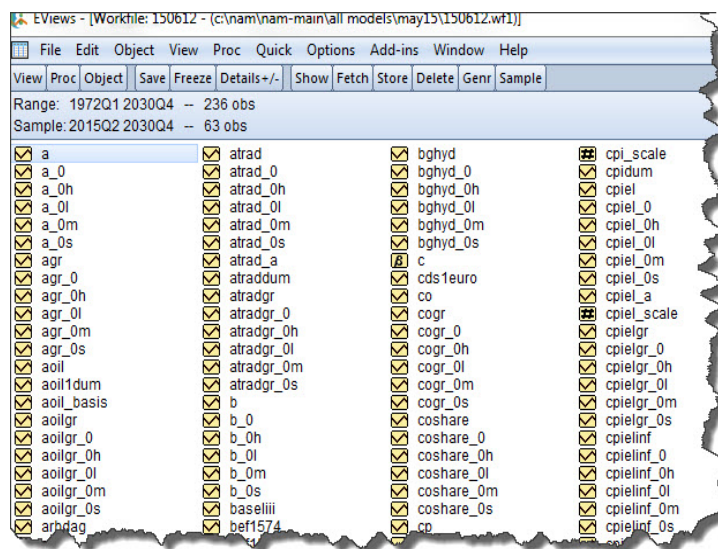 EViews - [Workfile: 150612 - (c:\nam\nam-main\all models\may15\150612.wf1)]
File Edit Object View Proc Quick Options Add-ins Window Help
View Proc Object Save Freeze Details+/- Show Fetch Store Delete Genr Sample
Range: 1972Q1 2030Q4 -- 236 obs
Sample: 2015Q2 2030Q4 -- 63 obs
a
a_0
a_0h
a_0l
a_0m
a_0s
agr
agr_0
agr_0h
agr_0l
agr_0m
agr_0s
aoil
aoil1dum
aoil_basis
aoilgr
aoilgr_0
aoilgr_0h
aoilgr_0l
aoilgr_0m
aoilgr_0s
arbdag
atrad
atrad_0
atrad_0h
atrad_0l
atrad_0m
atrad_0s
atrad_a
atraddum
atradgr
atradgr_0
atradgr_0h
atradgr_0l
atradgr_0m
atradgr_0s
b
b_0
b_0h
b_0l
b_0m
b_0s
baseliii
bef1574
bghyd
bghyd_0
bghyd_0h
bghyd_0l
bghyd_0m
bghyd_0s
c
cds1euro
co
cogr
cogr_0
cogr_0h
cogr_0l
cogr_0m
cogr_0s
coshare
coshare_0
coshare_0h
coshare_0l
coshare_0m
coshare_0s
cp
cpi_scale
cpidum
cpiel
cpiel_0
cpiel_0h
cpiel_0l
cpiel_0m
cpiel_0s
cpiel_a
cpiel_scale
cpielgr
cpielgr_0
cpielgr_0h
cpielgr_0l
cpielgr_0m
cpielgr_0s
cpielinf
cpielinf_0
cpielinf_0h
cpielinf_0l
cpielinf_0m
cpielinf_0s